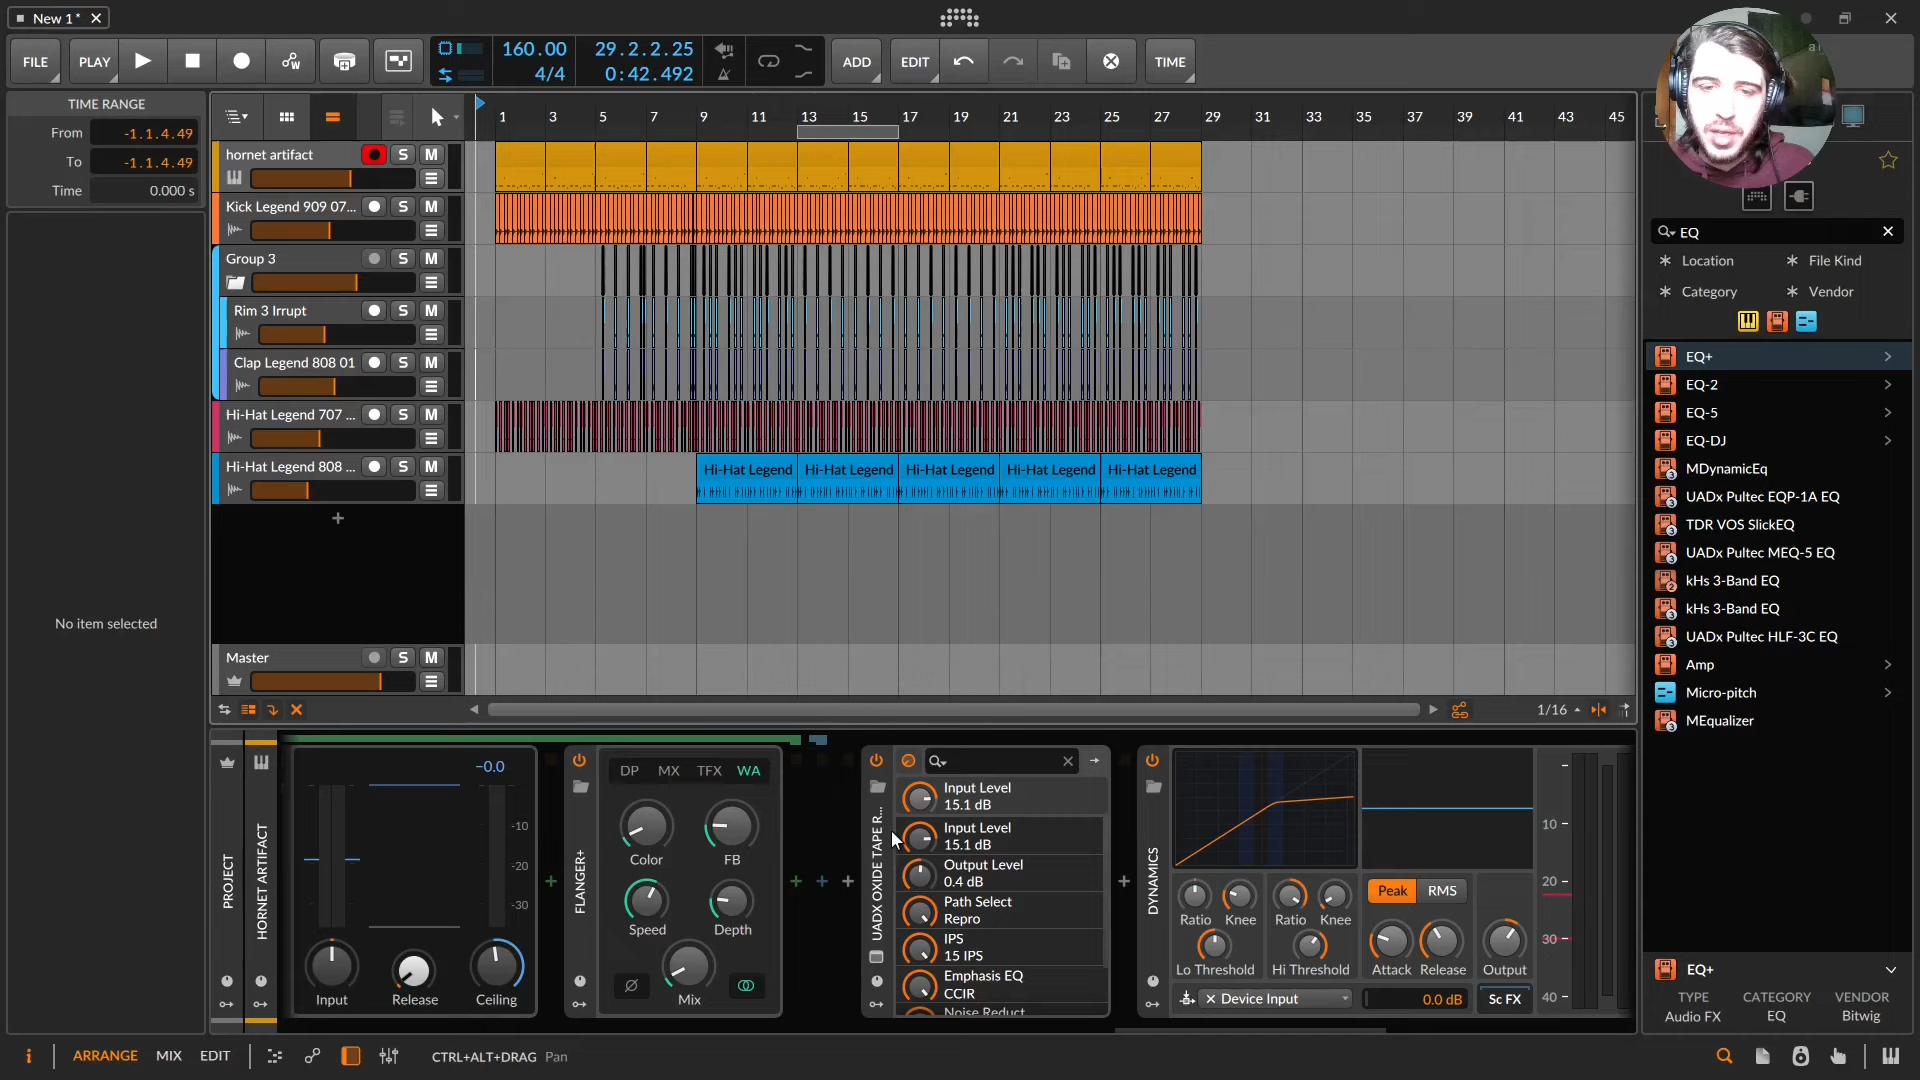 New 1 *
FILE
PLAY
160.00
4/4
29.2.2.25
0:42.492
ADD
EDIT
TIME
TIME RANGE
From -1.1.4.49
To -1.1.4.49
Time 0.000 s
No item selected
1 3 5 7 9 11 13 15 17 19 21 23 25 27 29 31 33 35 37 39 41 43 45
hornet artifact
S M
Kick Legend 909 07...
S M
Group 3
S M
Rim 3 Irrupt
S M
Clap Legend 808 01
S M
Hi-Hat Legend 707 ...
S M
Hi-Hat Legend 808 ...
S M
Hi-Hat Legend Hi-Hat Legend Hi-Hat Legend Hi-Hat Legend Hi-Hat Legend
Master
S M
1/16
EQ
Location
File Kind
Category
Vendor
EQ+
EQ-2
EQ-5
EQ-DJ
MDynamicEq
UADx Pultec EQP-1A EQ
TDR VOS SlickEQ
UADx Pultec MEQ-5 EQ
kHs 3-Band EQ
kHs 3-Band EQ
UADx Pultec HLF-3C EQ
Amp
Micro-pitch
MEqualizer
EQ+
TYPE CATEGORY VENDOR
Audio FX EQ Bitwig
PROJECT
HORNET ARTIFACT
-0.0
-10
-20
-30
Input Release Ceiling
FLANGER+
DP MX TFX WA
Color FB
Speed Depth
Mix
UADX OXIDE TAPE R...
Input Level
15.1 dB
Input Level
15.1 dB
Output Level
0.4 dB
Path Select
Repro
IPS
15 IPS
Emphasis EQ
CCIR
Noise Reduct
DYNAMICS
Ratio Knee Ratio Knee
Lo Threshold Hi Threshold
Peak RMS
Attack Release Output
Device Input
0.0 dB
Sc FX
10
20
30
40
ARRANGE MIX EDIT
CTRL+ALT+DRAG Pan